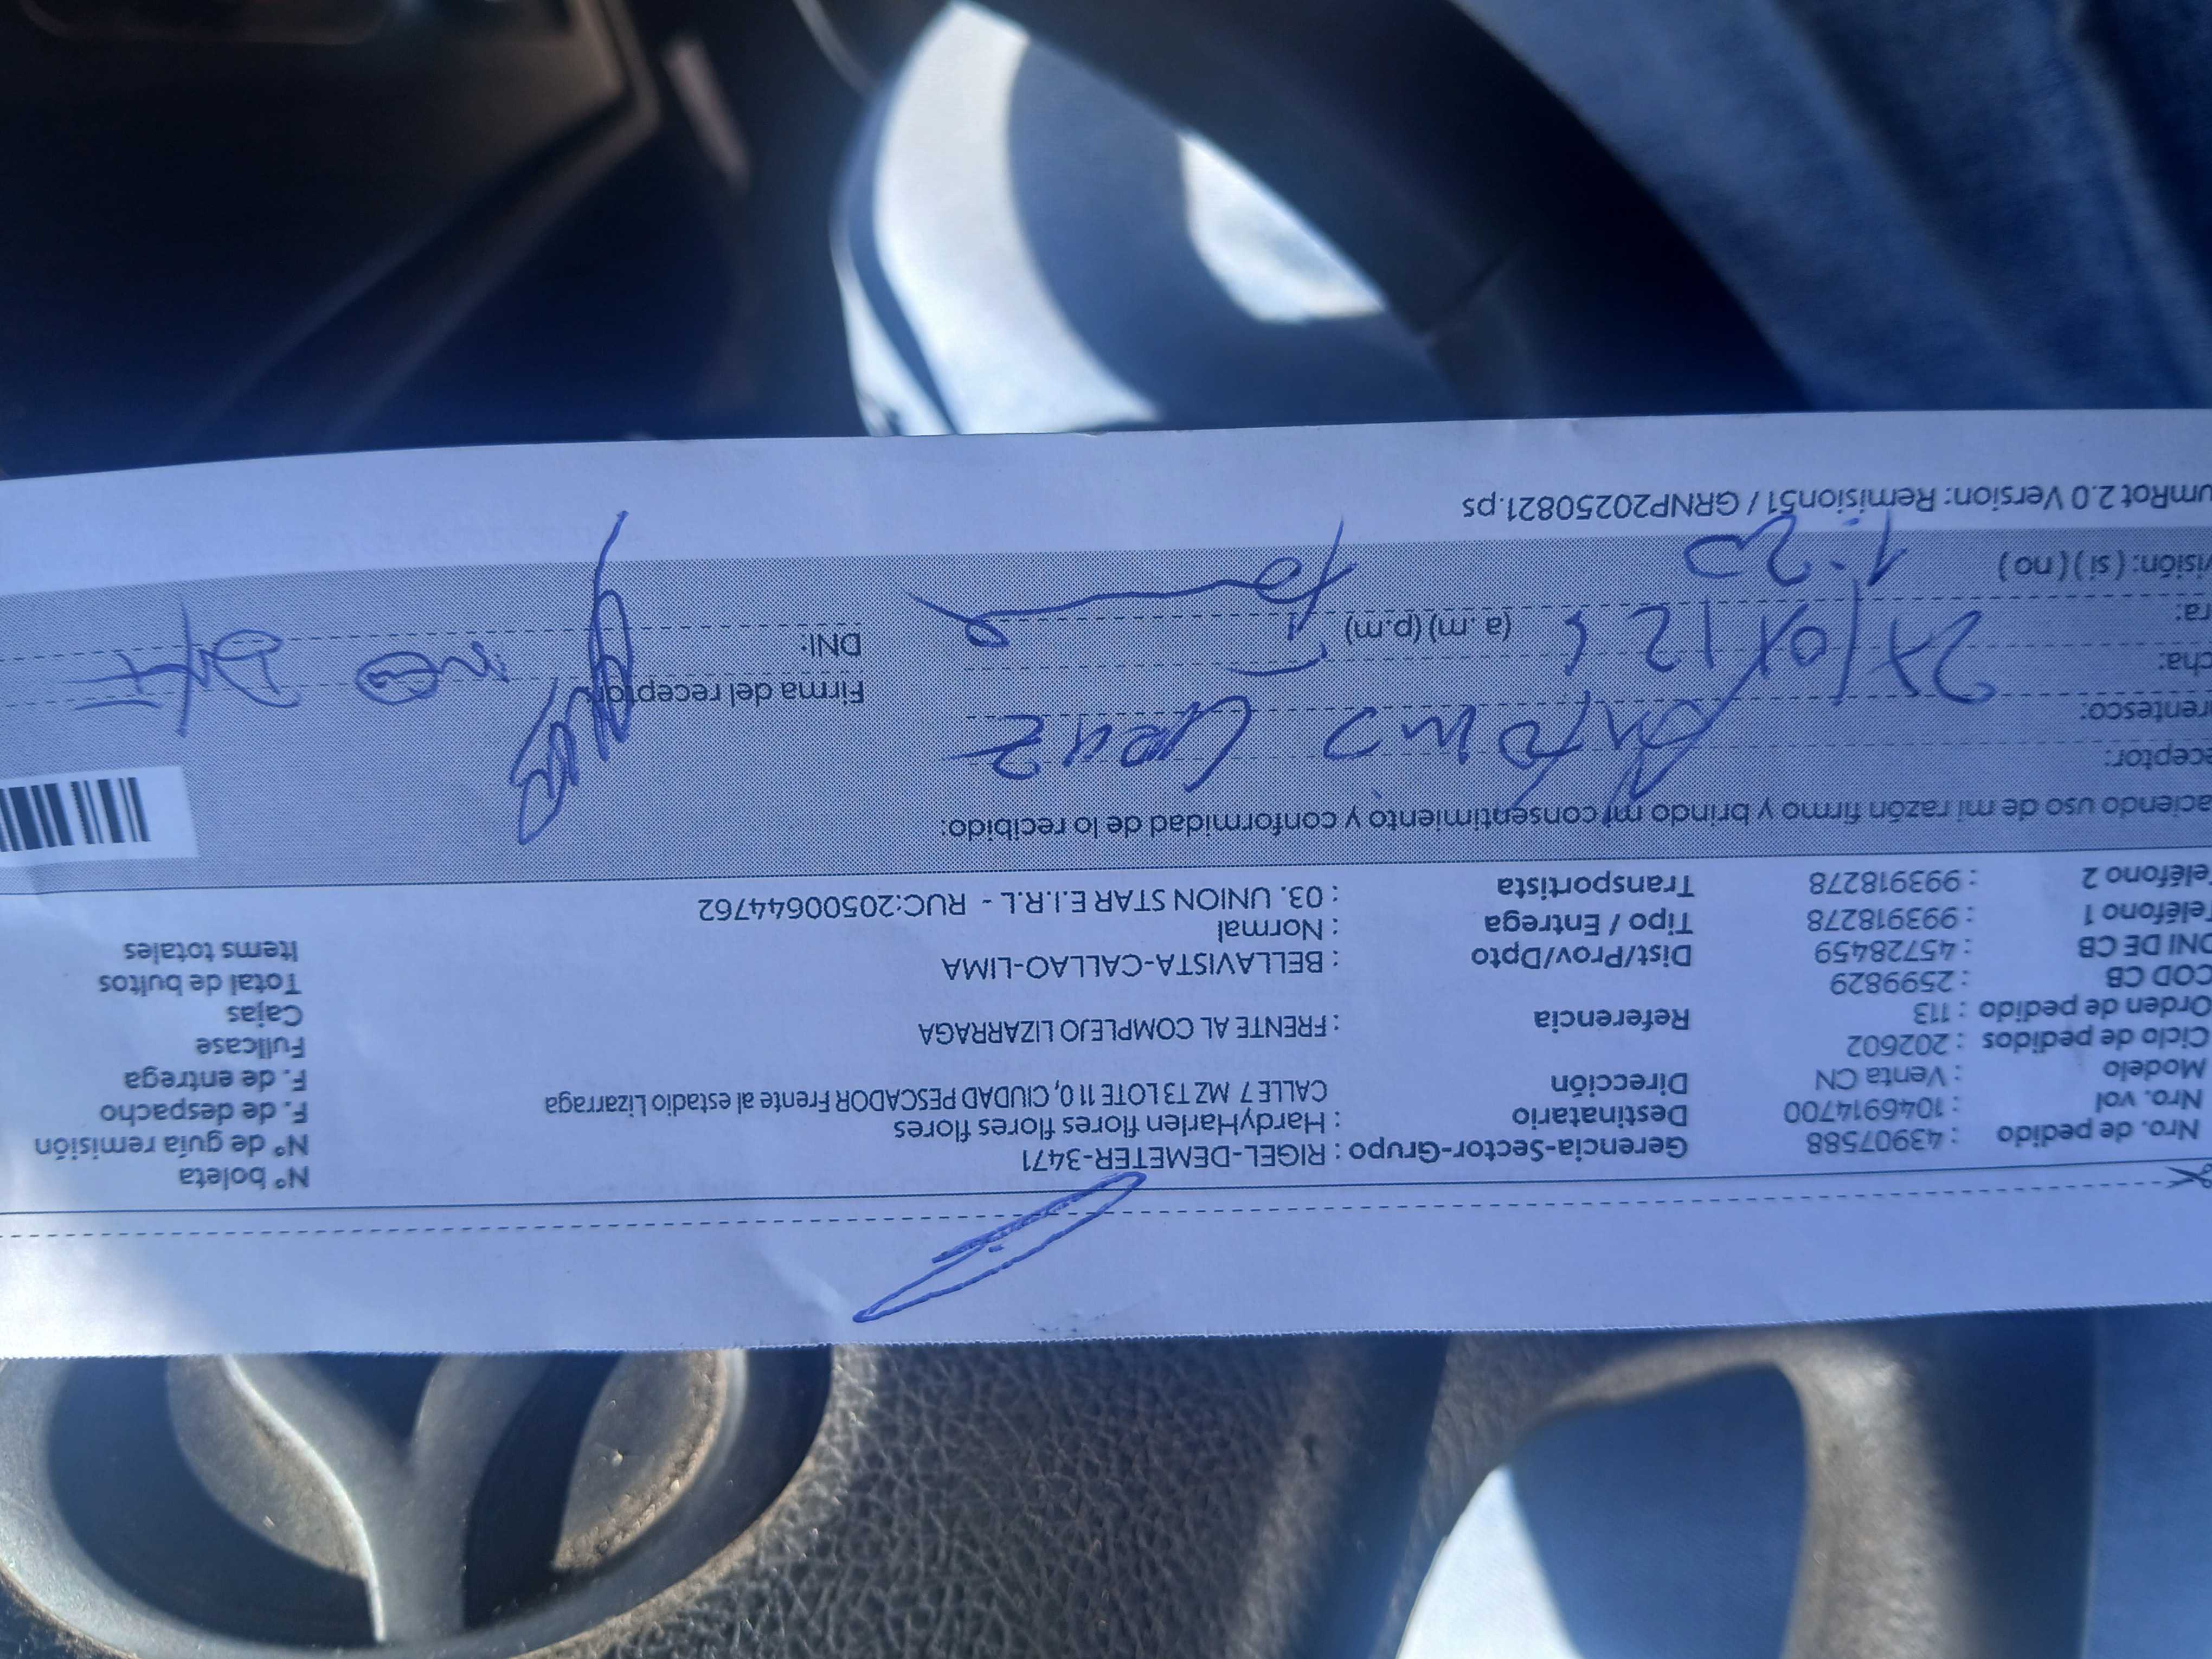 Nro. de pedido : 43907588 Gerencia-Sector-Grupo : RIGEL-DEMETER-3471 N° boleta
Nro. vol : 1046914700 Destinatario : HardyHarlen flores flores flores N° de guía remisión
Modelo : Venta CN Dirección CALLE 7 MZ T3 LOTE 11 0, CIUDAD PESCADOR Frente al estadio Lizarraga F. de despacho
Ciclo de pedidos : 202602 F. de entrega
Orden de pedido : 113 Referencia : FRENTE AL COMPLEJO LIZARRAGA Fullcase
COD CB : 2599829 Cajas
DNI DE CB : 45728459 Dist/Prov/Dpto : BELLAVISTA-CALLAO-LIMA Total de bultos
Teléfono 1 : 993918278 Tipo / Entrega : Normal Items totales
Teléfono 2 : 993918278 Transportista : 03. UNION STAR E.I.R.L - RUC:20500644762
aciendo uso de mi razón firmo y brindo mi consentimiento y conformidad de lo recibido:
eceptor: Antonio Cruz
rentesco: Firma del receptor
cha:
ra: (a.m) (p.m) DNI:
visión: ( si ) ( no ) 1:20
umRot 2.0 Version: Remision51 / GRNP20250821.ps